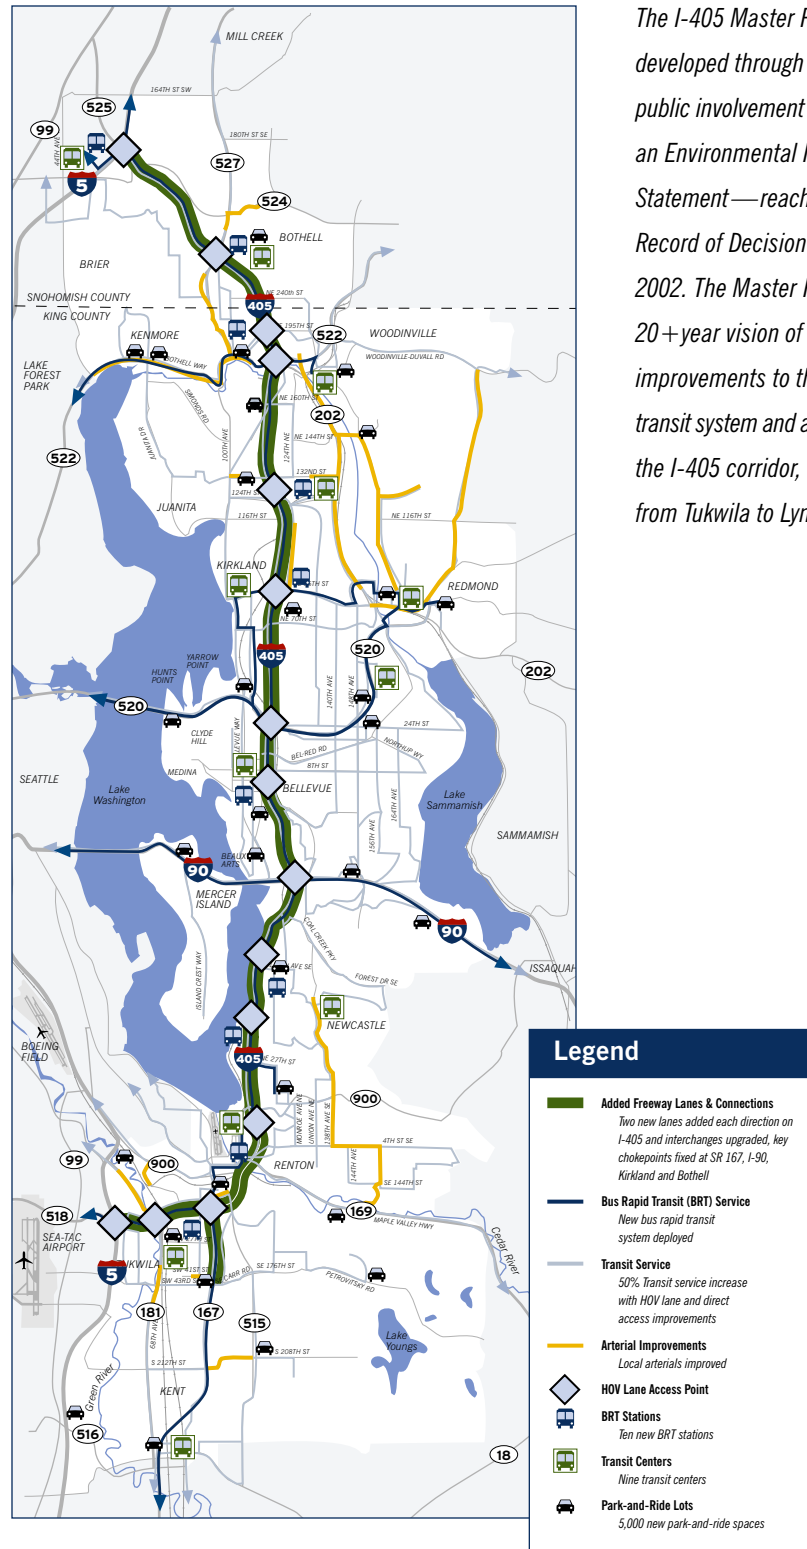 The I-405 Master P
developed through
public involvement
an Environmental I
Statement—reach
Record of Decision
2002. The Master P
20+year vision of
improvements to th
transit system and a
the I-405 corridor,
from Tukwila to Lyn
MILL CREEK
164TH ST SW
525
99
44TH AVE
180TH ST SE
527
5
524
BOTHELL
BRIER
NE 240th ST
SNOHOMISH COUNTY
405
KING COUNTY
195TH ST
522
WOODINVILLE
KENMORE
BOTHELL WAY
WOODINVILLE-DUVALL RD
LAKE
FOREST
PARK
SIMONDS RD
NE 160TH ST
202
JUANITA DR
100TH AVE
124TH NE
NE 144TH ST
522
132ND ST
124TH ST
JUANITA
116TH ST
NE 116TH ST
KIRKLAND
TH ST
REDMOND
NE 70TH ST
405
YARROW
POINT
520
HUNTS
POINT
202
140TH AVE
148TH AVE
520
CLYDE
HILL
LEVUE WAY
24TH ST
BEL-RED RD
NORTHUP WY
MEDINA
8TH ST
SEATTLE
BELLEVUE
Lake
Washington
Lake
Sammamish
164TH AVE
156TH AVE
SAMMAMISH
BEAUX
ARTS
90
MERCER
ISLAND
COAL CREEK PKY
90
ISLAND CREST WAY
AVE SE
FOREST DR SE
ISSAQUAH
NEWCASTLE
BOEING
FIELD
405
NE 27TH ST
900
MONROE AVE NE
UNION AVE NE
138TH AVE SE
4TH ST SE
99
900
RENTON
144TH AVE
SE 144TH ST
518
169
MAPLE VALLEY HWY
SEA-TAC
AIRPORT
Cedar River
TUKWILA
5
SW 41ST ST
SW 43RD S
CARR RD
SE 176TH ST
PETROVITSKY RD
181
167
515
68TH AVE
Lake
Youngs
S 208TH ST
S 212TH ST
Green River
KENT
516
18
Legend
Added Freeway Lanes & Connections
Two new lanes added each direction on
I-405 and interchanges upgraded, key
chokepoints fixed at SR 167, I-90,
Kirkland and Bothell
Bus Rapid Transit (BRT) Service
New bus rapid transit
system deployed
Transit Service
50% Transit service increase
with HOV lane and direct
access improvements
Arterial Improvements
Local arterials improved
HOV Lane Access Point
BRT Stations
Ten new BRT stations
Transit Centers
Nine transit centers
Park-and-Ride Lots
5,000 new park-and-ride spaces